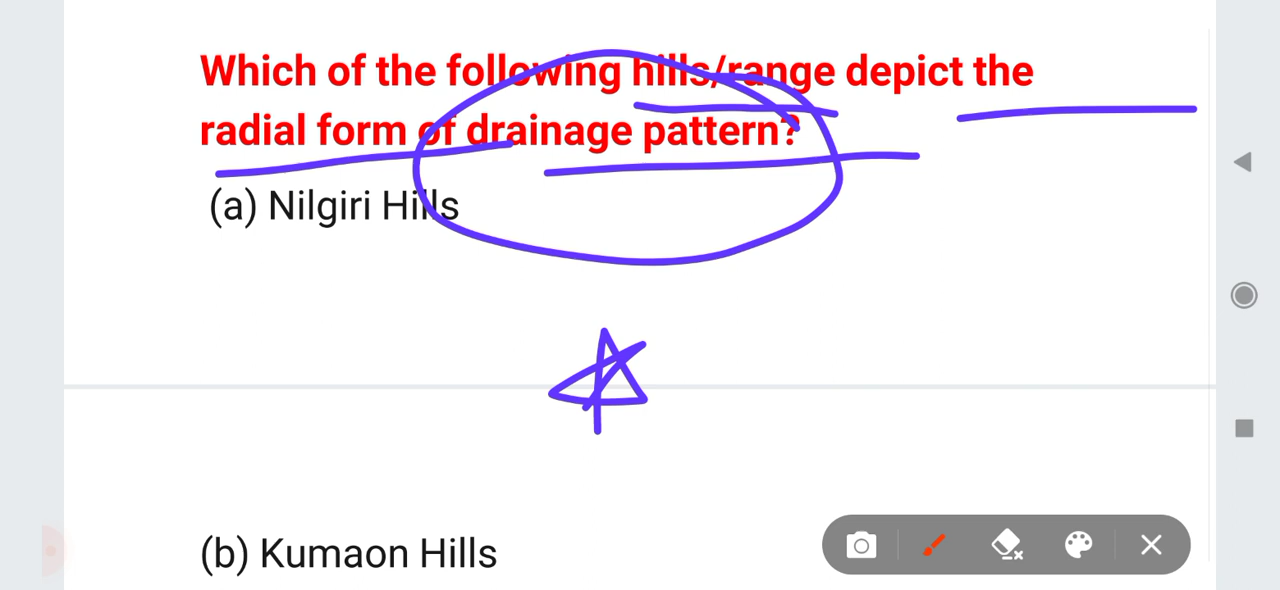 Which of the following hills/range depict the
radial form of drainage pattern?
(a) Nilgiri Hills
(b) Kumaon Hills